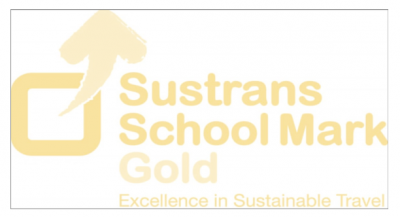 Sustrans
School Mark
Gold
Excellence in Sustainable Travel